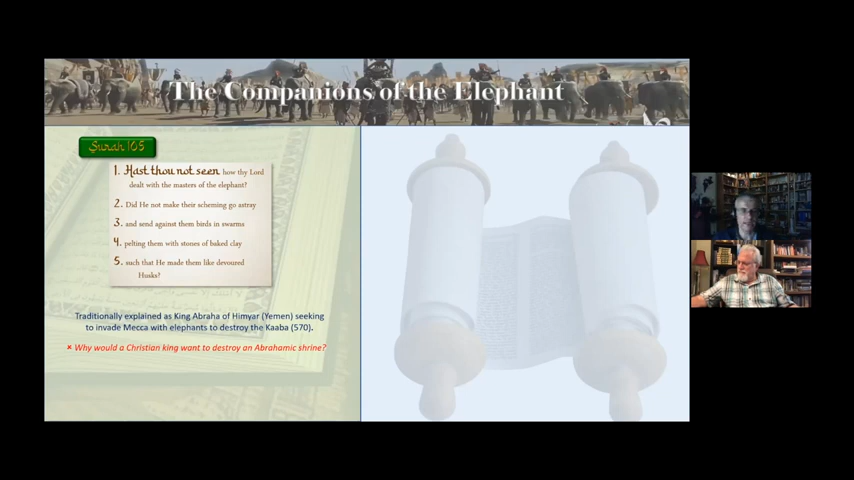 The Companions of the Elephant
Surah 105
1. Hast thou not seen how thy Lord
dealt with the masters of the elephant?
2. Did He not make their scheming go astray
3. and send against them birds in swarms
4. pelting them with stones of baked clay
5. such that He made them like devoured
Husks?
Traditionally explained as King Abraha of Himyar (Yemen) seeking
to invade Mecca with elephants to destroy the Kaaba (570).
× Why would a Christian king want to destroy an Abrahamic shrine?